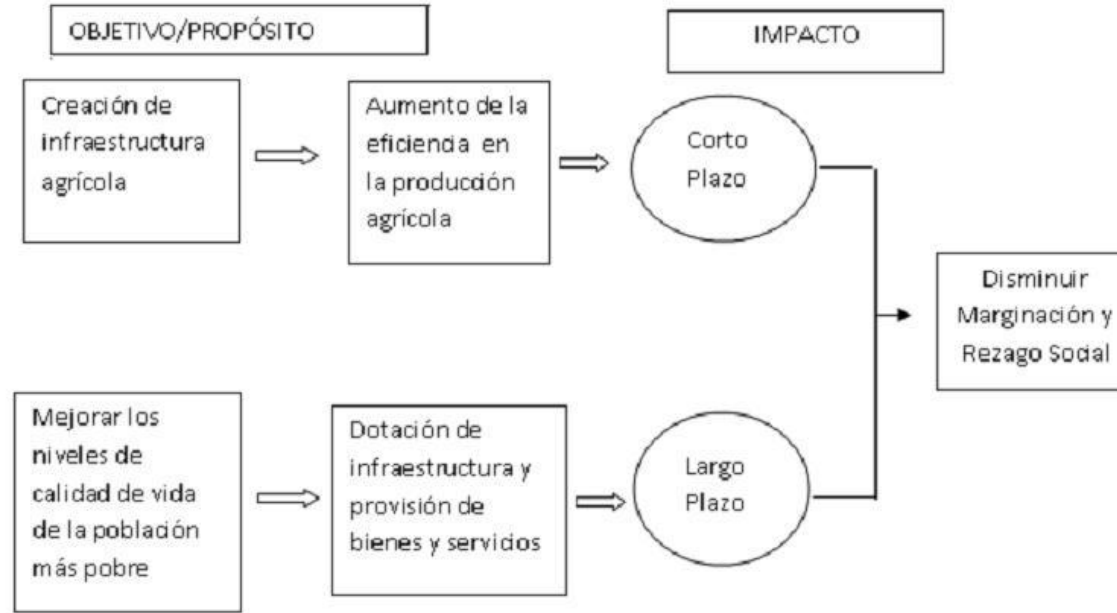 OBJETIVO/PROPÓSITO
IMPACTO
Creación de
infraestructura
agrícola
Aumento de la
eficiencia en
la producción
agrícola
Corto
Plazo
Disminuir
Marginación y
Rezago Social
Mejorar los
niveles de
calidad de vida
de la población
más pobre
Dotación de
infraestructura y
provisión de
bienes y servicios
Largo
Plazo